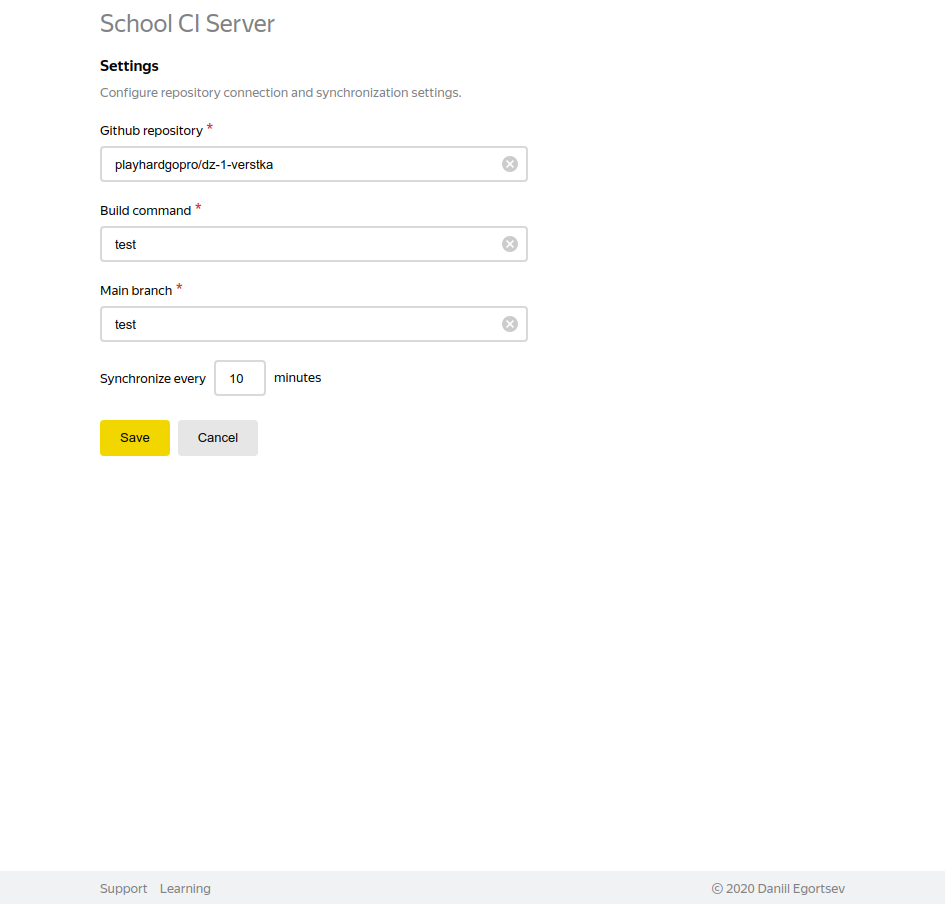 School CI Server
Settings
Configure repository connection and synchronization settings.
Github repository *
playhardgopro/dz-1-verstka
Build command *
test
Main branch *
test
Synchronize every 10 minutes
Save Cancel
Support Learning © 2020 Daniil Egortsev